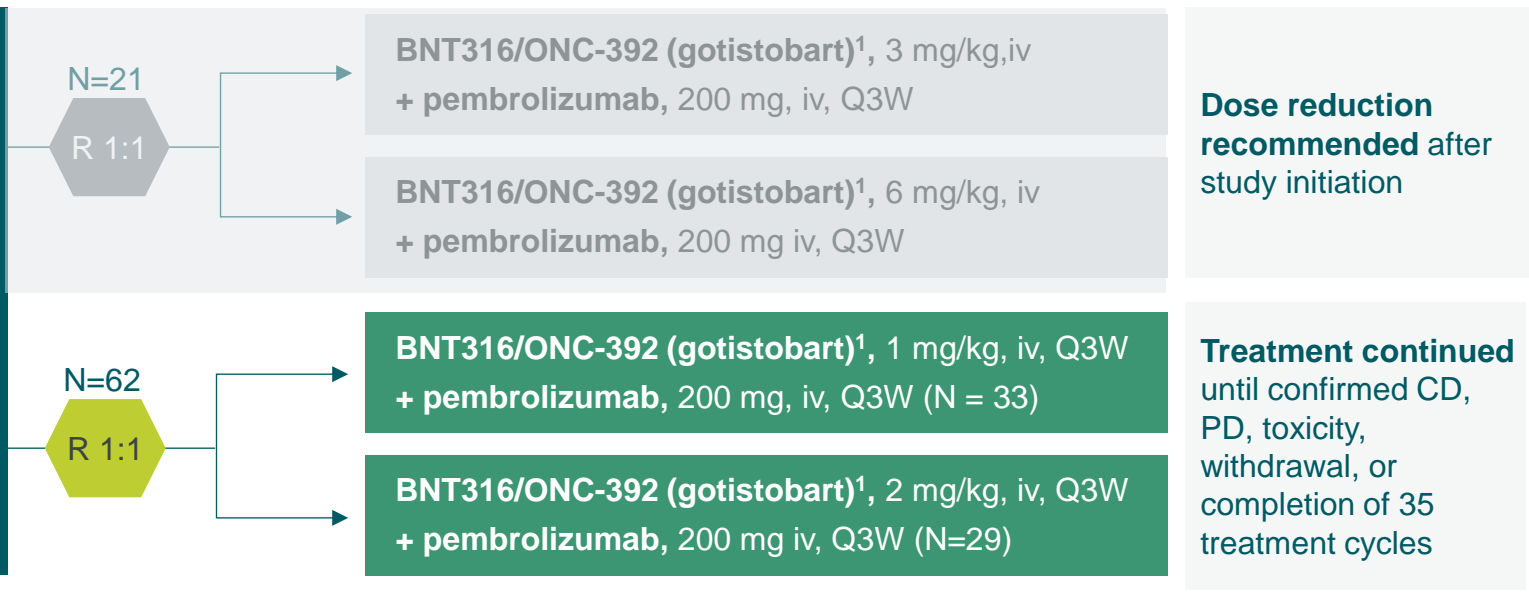 N=21
R 1:1
BNT316/ONC-392 (gotistobart)¹, 3 mg/kg,iv
+ pembrolizumab, 200 mg, iv, Q3W
BNT316/ONC-392 (gotistobart)¹, 6 mg/kg, iv
+ pembrolizumab, 200 mg iv, Q3W
Dose reduction
recommended after
study initiation
N=62
R 1:1
BNT316/ONC-392 (gotistobart)¹, 1 mg/kg, iv, Q3W
+ pembrolizumab, 200 mg, iv, Q3W (N = 33)
BNT316/ONC-392 (gotistobart)¹, 2 mg/kg, iv, Q3W
+ pembrolizumab, 200 mg iv, Q3W (N=29)
Treatment continued
until confirmed CD,
PD, toxicity,
withdrawal, or
completion of 35
treatment cycles